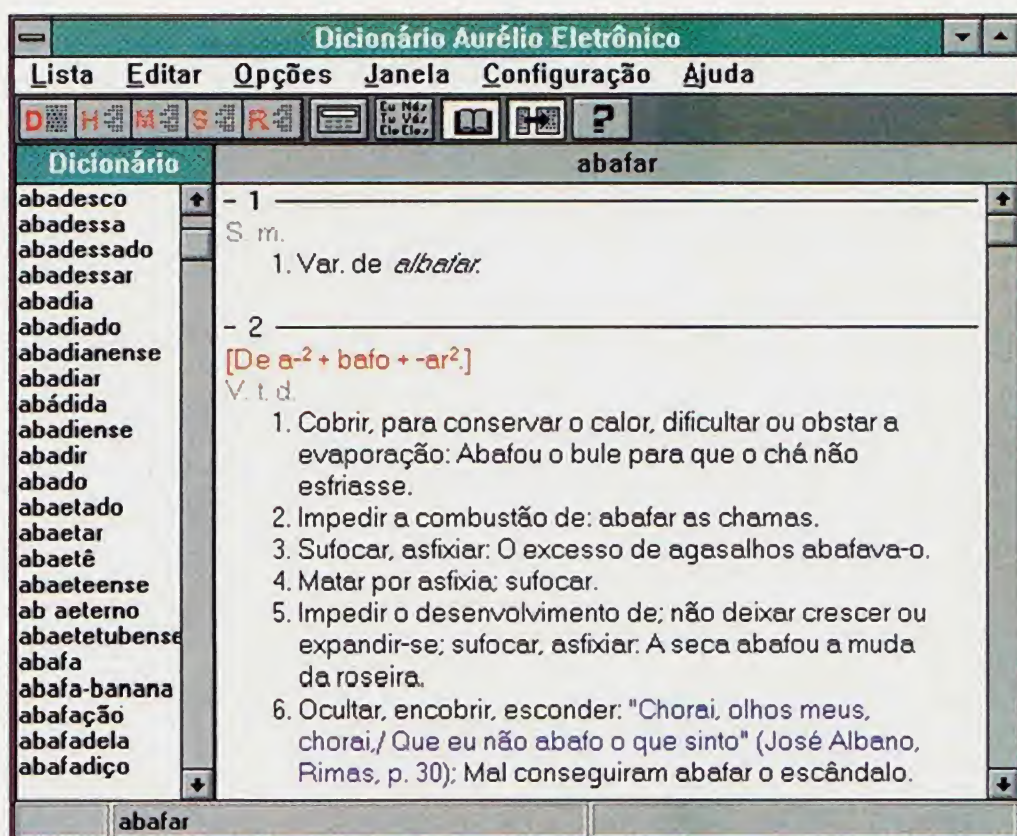 Dicionário Aurélio Eletrônico
Lista Editar Opções Janela Configuração Ajuda
D H M S R Eu Nós ?
Tu Vós
Ele Eles
Dicionário
abadesco
abadessa
abadessado
abadessar
abadia
abadiado
abadianense
abadiar
abádida
abadiense
abadir
abado
abaetado
abaetar
abaetê
abaeteense
ab aeterno
abaetetubense
abafa
abafa-banana
abafação
abafadela
abafadiço
abafar
- 1
S. m.
1. Var. de albafar.
- 2
[De a-² + bafo + -ar².]
V. t. d.
1. Cobrir, para conservar o calor, dificultar ou obstar a
evaporação: Abafou o bule para que o chá não
esfriasse.
2. Impedir a combustão de: abafar as chamas.
3. Sufocar, asfixiar: O excesso de agasalhos abafava-o.
4. Matar por asfixia; sufocar.
5. Impedir o desenvolvimento de; não deixar crescer ou
expandir-se; sufocar, asfixiar: A seca abafou a muda
da roseira.
6. Ocultar, encobrir, esconder: "Chorai, olhos meus,
chorai,/ Que eu não abafo o que sinto" (José Albano,
Rimas, p. 30); Mal conseguiram abafar o escândalo.
abafar